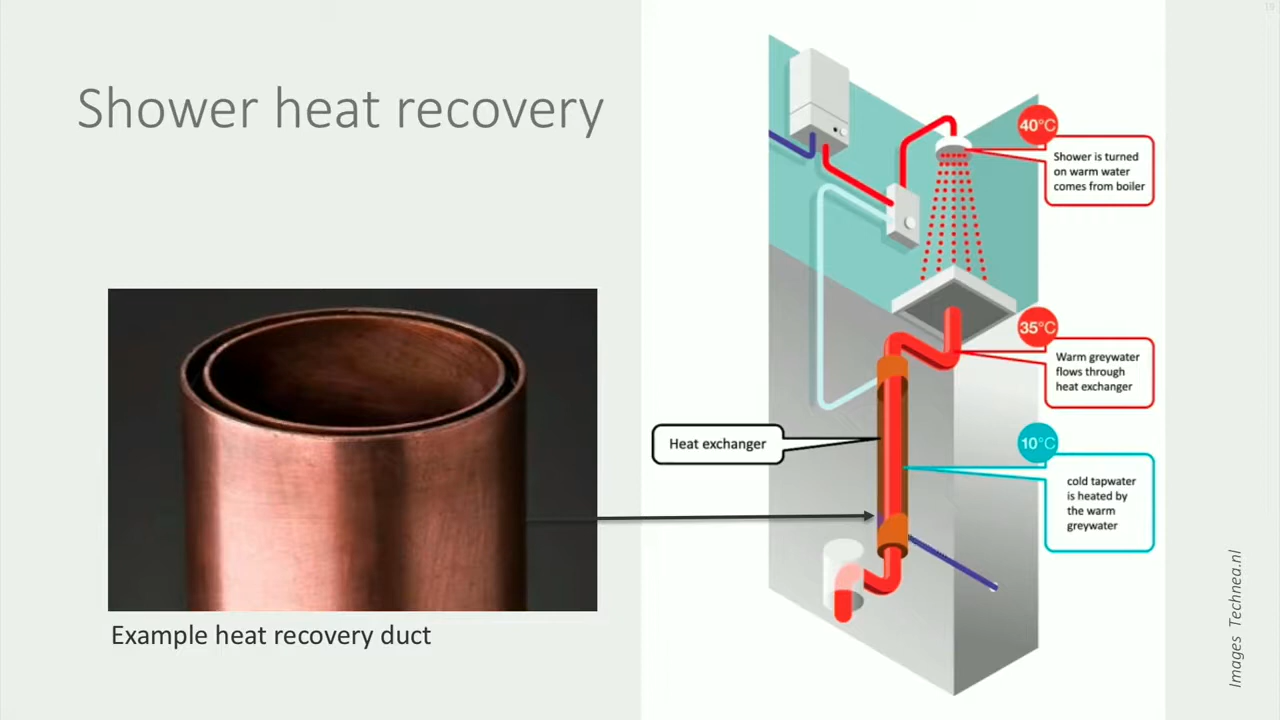 19
Shower heat recovery
40°C
Shower is turned
on warm water
comes from boiler
35°C
Warm greywater
flows through
heat exchanger
Heat exchanger
10°C
cold tapwater
is heated by
the warm
greywater
Example heat recovery duct
Images Technea.nl